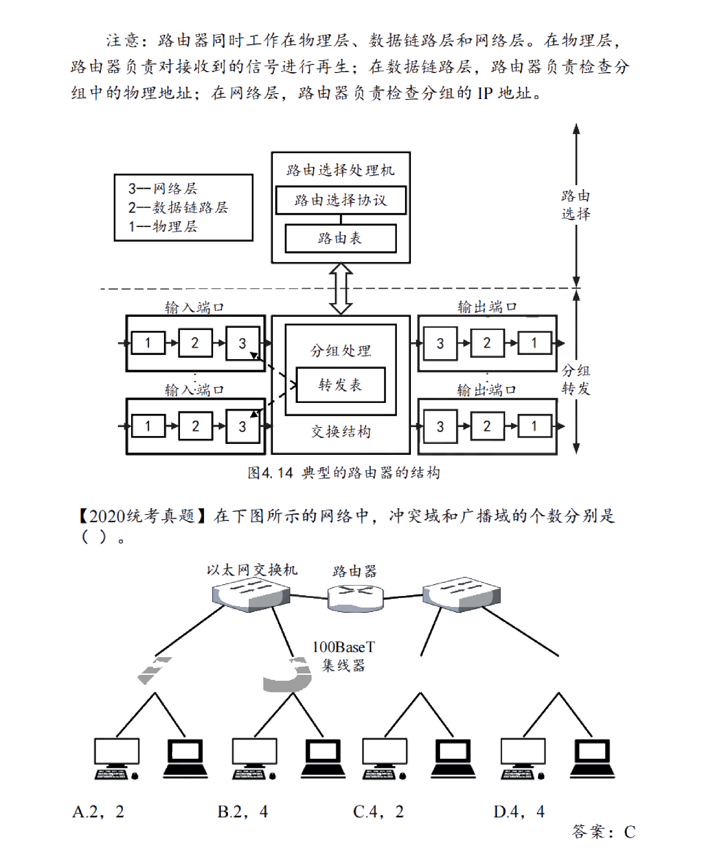 注意：路由器同时工作在物理层、数据链路层和网络层。在物理层，
路由器负责对接收到的信号进行再生；在数据链路层，路由器负责检查分
组中的物理地址；在网络层，路由器负责检查分组的 IP 地址。
路由选择处理机
路由选择协议
路由表
3——网络层
2——数据链路层
1——物理层
路由
选择
输入端口
输出端口
1 2 3
分组处理
转发表
3 2 1
分组
转发
输入端口
输出端口
1 2 3
交换结构
3 2 1
图4.14 典型的路由器的结构
【2020统考真题】在下图所示的网络中，冲突域和广播域的个数分别是
（ ）。
以太网交换机
路由器
100BaseT
集线器
A.2，2 B.2，4 C.4，2 D.4，4
答案：C